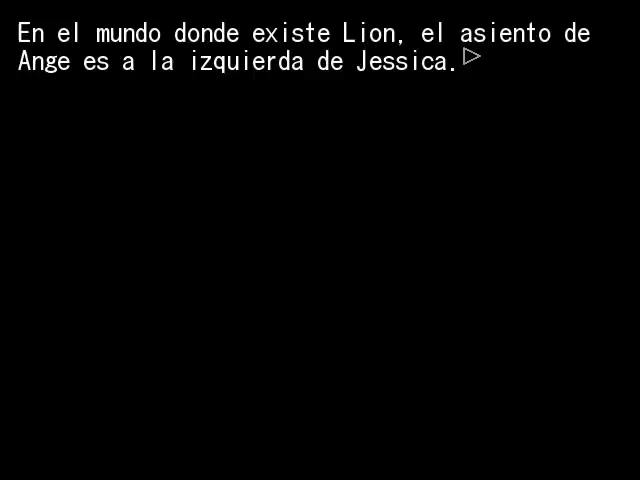 En el mundo donde existe Lion, el asiento de
Ange es a la izquierda de Jessica.